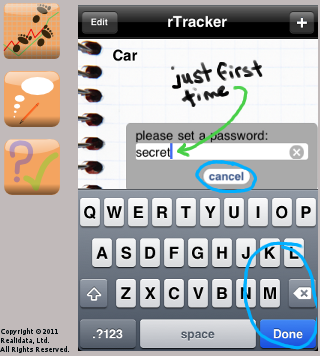 Edit rTracker +
Car
just first
time
please set a password:
secret
cancel
Q W E R T Y U I O P
A S D F G H J K L
Z X C V B N M
.?123 space Done
Copyright © 2011
Realidata, Ltd.
All Rights Reserved.